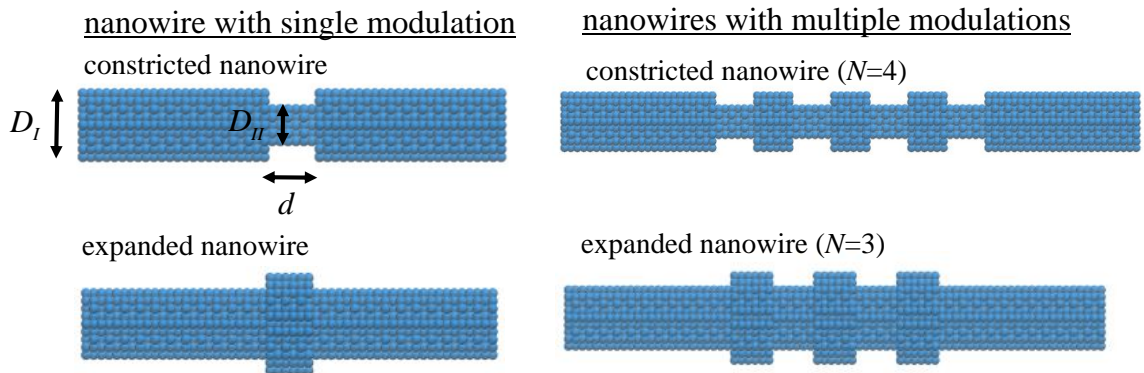 nanowire with single modulation
constricted nanowire
D_I
D_II
d
expanded nanowire
nanowires with multiple modulations
constricted nanowire (N=4)
expanded nanowire (N=3)